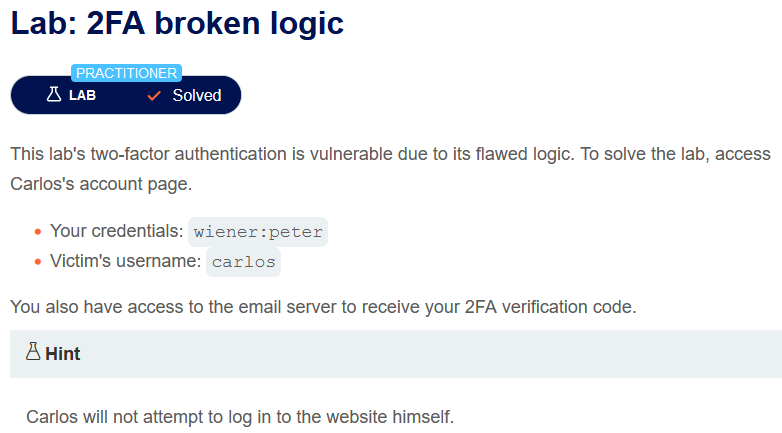 Lab: 2FA broken logic
PRACTITIONER
LAB Solved
This lab's two-factor authentication is vulnerable due to its flawed logic. To solve the lab, access
Carlos's account page.
Your credentials: wiener:peter
Victim's username: carlos
You also have access to the email server to receive your 2FA verification code.
Hint
Carlos will not attempt to log in to the website himself.